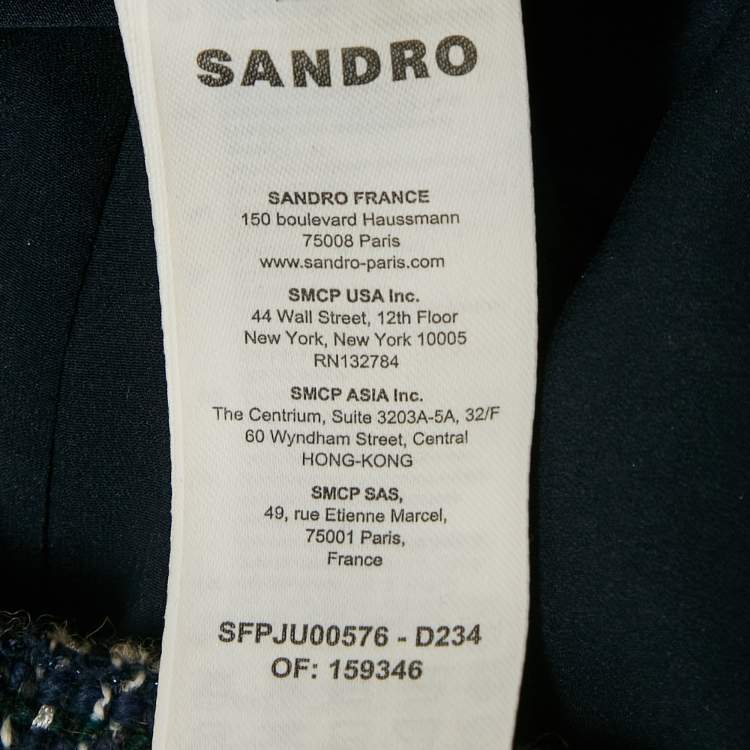 SANDRO
SANDRO FRANCE
150 boulevard Haussmann
75008 Paris
www.sandro-paris.com
SMCP USA Inc.
44 Wall Street, 12th Floor
New York, New York 10005
RN132784
SMCP ASIA Inc.
The Centrium, Suite 3203A-5A, 32/F
60 Wyndham Street, Central
HONG-KONG
SMCP SAS,
49, rue Etienne Marcel,
75001 Paris,
France
SFPJU00576 - D234
OF: 159346